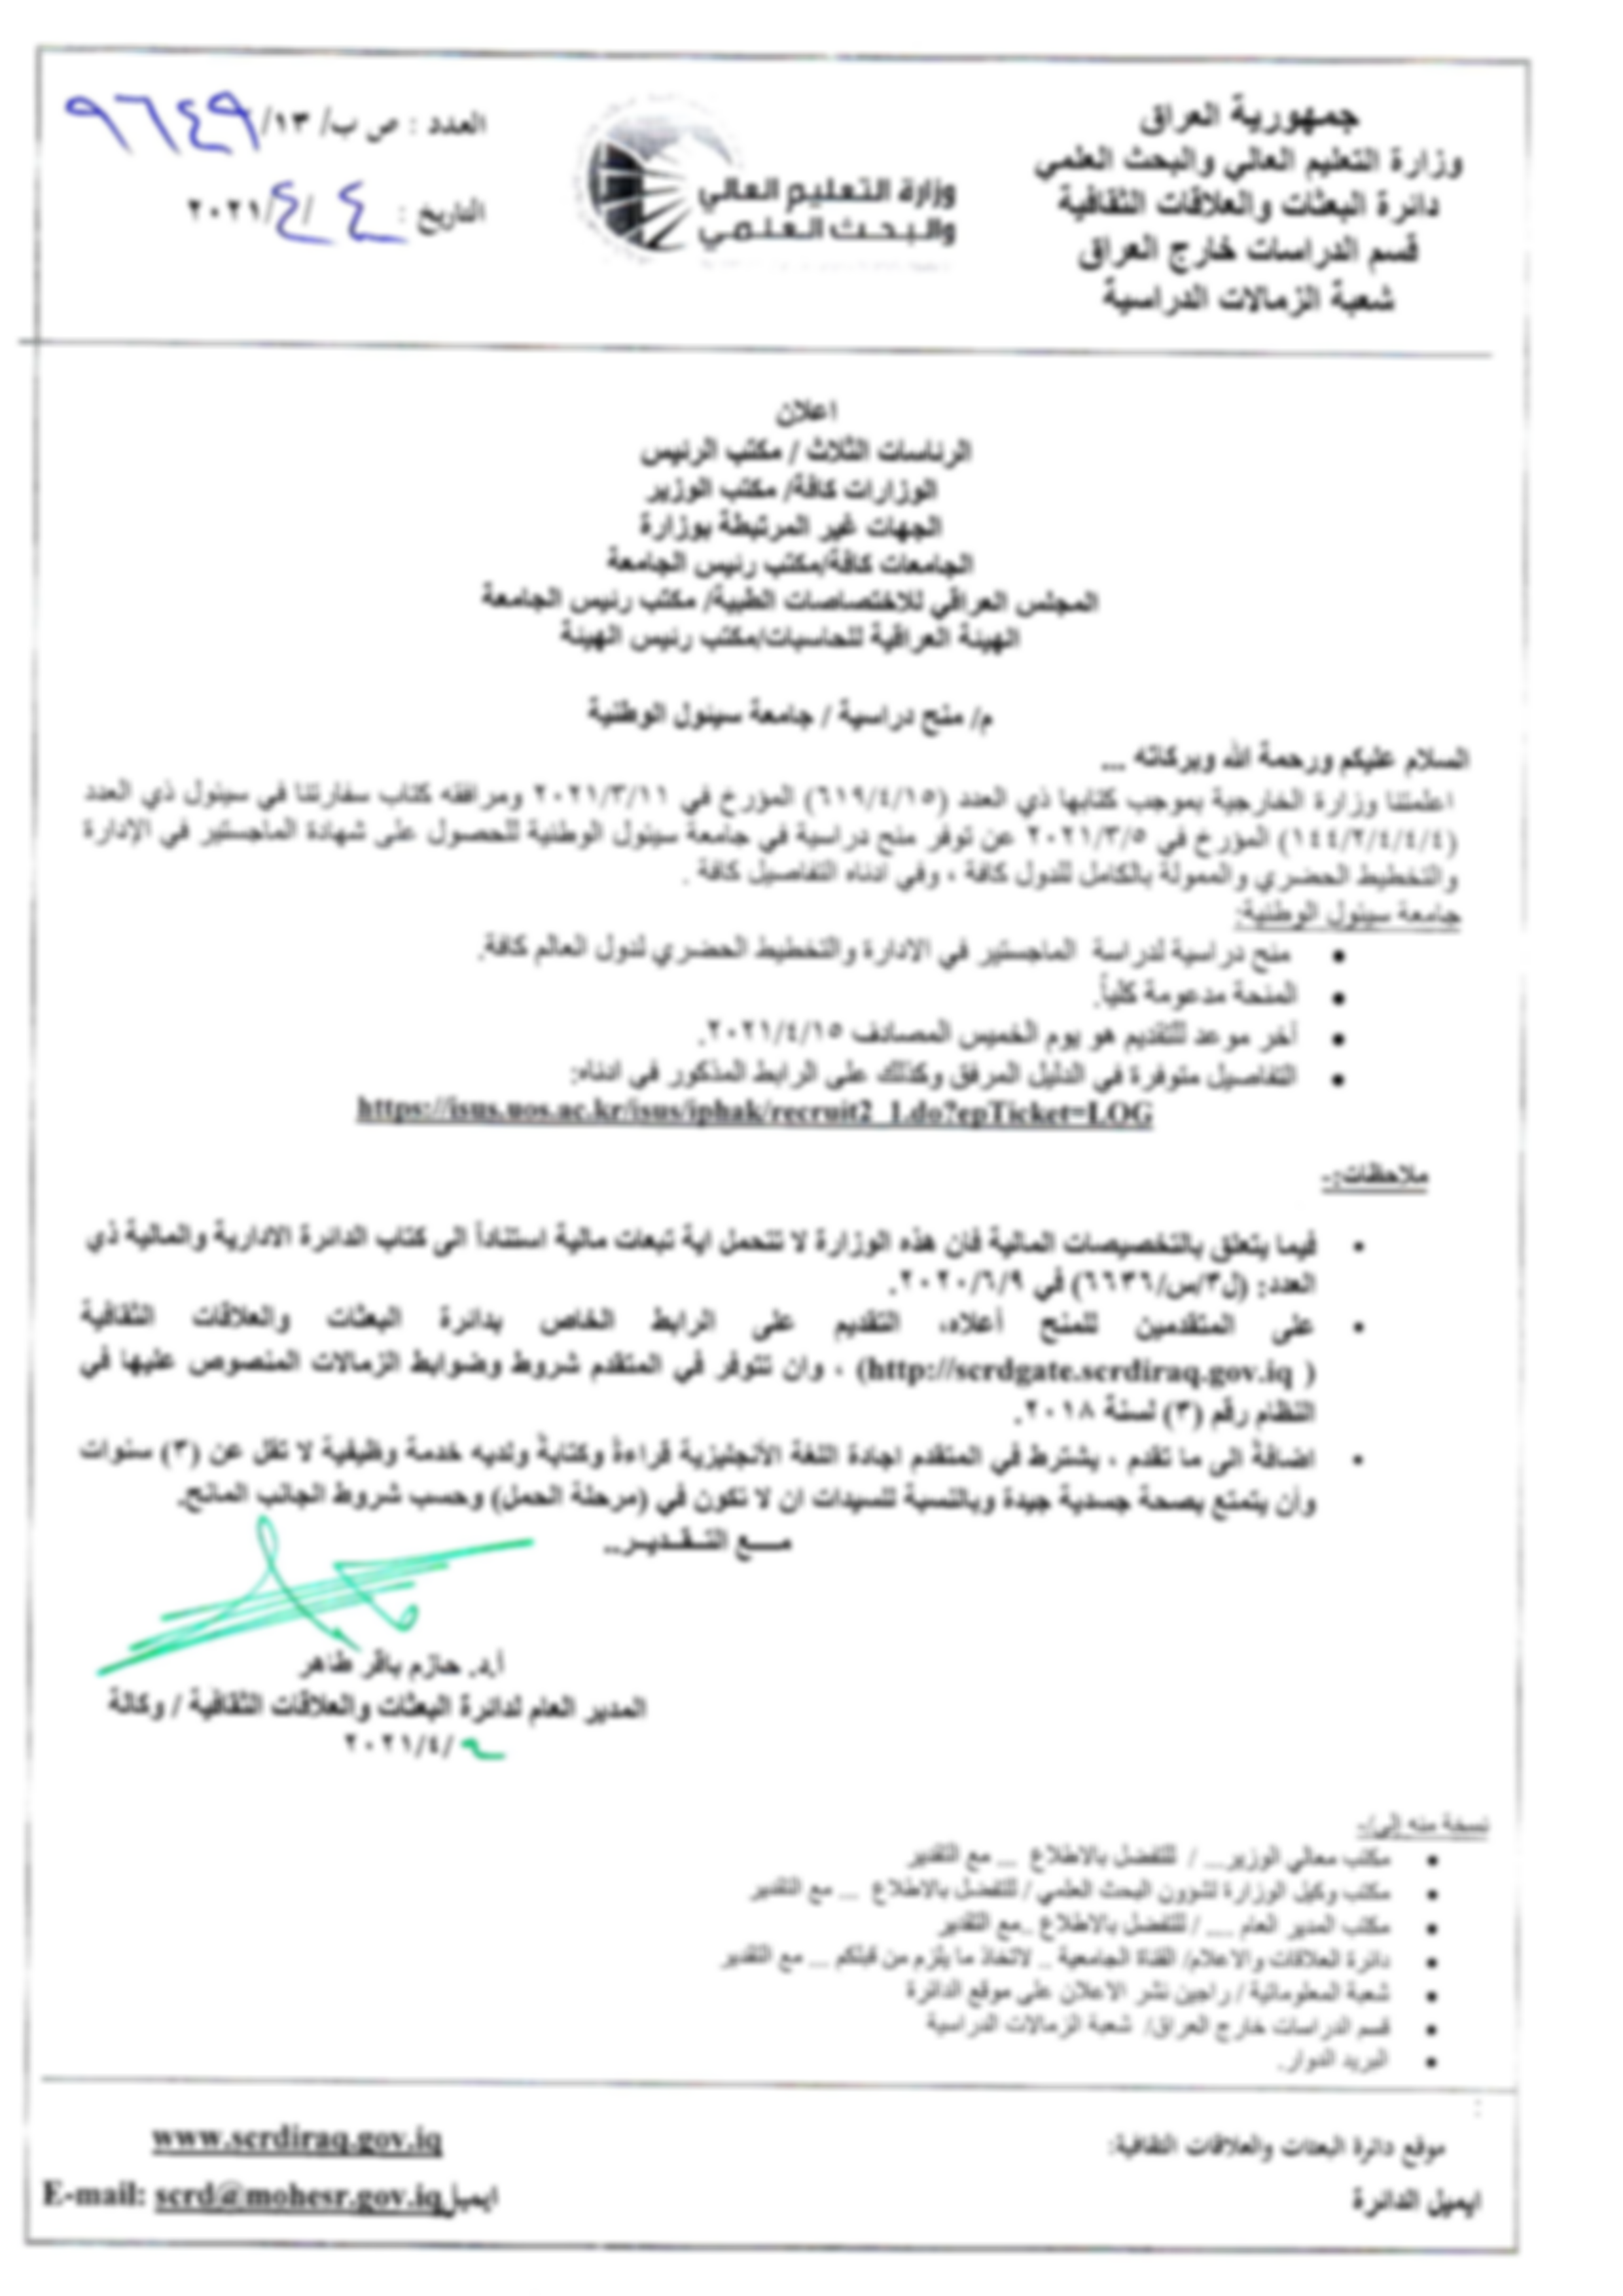 جمهورية العراق
وزارة التعليم العالي والبحث العلمي
دائرة البعثات والعلاقات الثقافية
قسم الدراسات خارج العراق
شعبة الزمالات الدراسية
وزارة التعليم العالي
والبحث العلمي
العدد : ص ب/ ١٣/ ٩٦٤٩
التاريخ : ٤ / ٤ /٢٠٢١
اعلان
الرئاسات الثلاث / مكتب الرئيس
الوزارات كافة/ مكتب الوزير
الجهات غير المرتبطة بوزارة
الجامعات كافة/مكتب رئيس الجامعة
المجلس العراقي للاختصاصات الطبية/ مكتب رئيس الجامعة
الهيئة العراقية للحاسبات/مكتب رئيس الهيئة
م/ منح دراسية / جامعة سيئول الوطنية
السلام عليكم ورحمة الله وبركاته ...
اعلمتنا وزارة الخارجية بموجب كتابها ذي العدد (٦١٩/٤/١٥) المؤرخ في ٢٠٢١/٣/١١ ومرافقه كتاب سفارتنا في سيئول ذي العدد
(١٤٤/٢/٤/٤/٤) المؤرخ في ٢٠٢١/٣/٥ عن توفر منح دراسية في جامعة سيئول الوطنية للحصول على شهادة الماجستير في الإدارة
والتخطيط الحضري والممولة بالكامل للدول كافة ، وفي ادناه التفاصيل كافة .
جامعة سيئول الوطنية:
• منح دراسية لدراسة الماجستير في الادارة والتخطيط الحضري لدول العالم كافة.
• المنحة مدعومة كلياً.
• آخر موعد للتقديم هو يوم الخميس المصادف ٢٠٢١/٤/١٥.
• التفاصيل متوفرة في الدليل المرفق وكذلك على الرابط المذكور في ادناه:
https://isus.uos.ac.kr/isus/iphak/recruit2_1.do?epTicket=LOG
ملاحظات:-
• فيما يتعلق بالتخصيصات المالية فأن هذه الوزارة لا تتحمل اية تبعات مالية استناداً الى كتاب الدائرة الادارية والمالية ذي
العدد: (ل٣/س/٦٦٣٦) في ٢٠٢٠/٦/٩.
• على المتقدمين للمنح أعلاه، التقديم على الرابط الخاص بدائرة البعثات والعلاقات الثقافية
( http://scrdgate.scrdiraq.gov.iq) ، وان تتوفر في المتقدم شروط وضوابط الزمالات المنصوص عليها في
النظام رقم (٣) لسنة ٢٠١٨.
• اضافةً الى ما تقدم ، يشترط في المتقدم اجادة اللغة الأنجليزية قراءةً وكتابةً ولديه خدمة وظيفية لا تقل عن (٣) سنوات
وأن يتمتع بصحة جسدية جيدة وبالنسبة للسيدات ان لا تكون في (مرحلة الحمل) وحسب شروط الجانب المانح.
مـــع التــقــديــر..
أ.د. حازم باقر طاهر
المدير العام لدائرة البعثات والعلاقات الثقافية / وكالة
/٢٠٢١/٤
نسخة منه إلى/-
• مكتب معالي الوزير... / للتفضل بالاطلاع ... مع التقدير
• مكتب وكيل الوزارة لشؤون البحث العلمي / للتفضل بالاطلاع ... مع التقدير
• مكتب المدير العام .... / للتفضل بالاطلاع ..مع التقدير
• دائرة العلاقات والاعلام/ القناة الجامعية .. لاتخاذ ما يلزم من قبلكم ... مع التقدير
• شعبة المعلوماتية / راجين نشر الاعلان على موقع الدائرة
• قسم الدراسات خارج العراق/ شعبة الزمالات الدراسية
• البريد الدوار.
:
موقع دائرة البعثات والعلاقات الثقافية: www.scrdiraq.gov.iq
ايميل الدائرة E-mail: scrd@mohesr.gov.iq